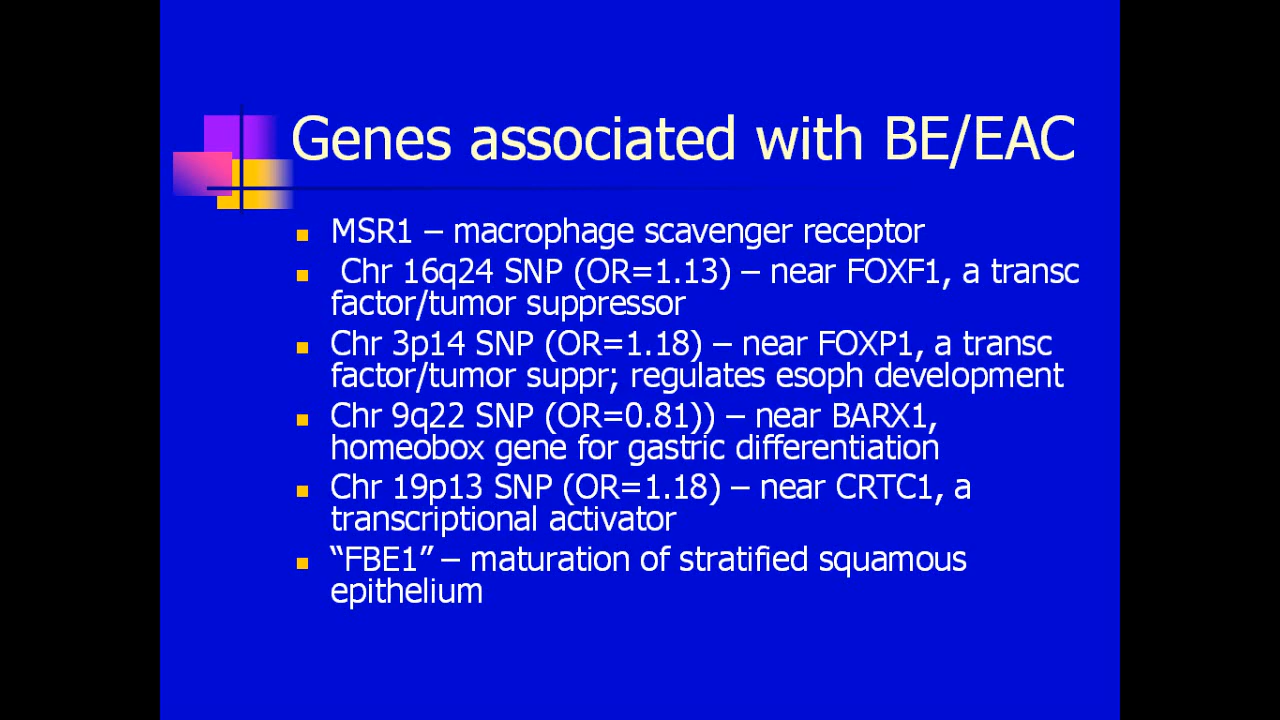 Genes associated with BE/EAC
MSR1 – macrophage scavenger receptor
Chr 16q24 SNP (OR=1.13) – near FOXF1, a transc
factor/tumor suppressor
Chr 3p14 SNP (OR=1.18) – near FOXP1, a transc
factor/tumor suppr; regulates esoph development
Chr 9q22 SNP (OR=0.81)) – near BARX1,
homeobox gene for gastric differentiation
Chr 19p13 SNP (OR=1.18) – near CRTC1, a
transcriptional activator
“FBE1” – maturation of stratified squamous
epithelium